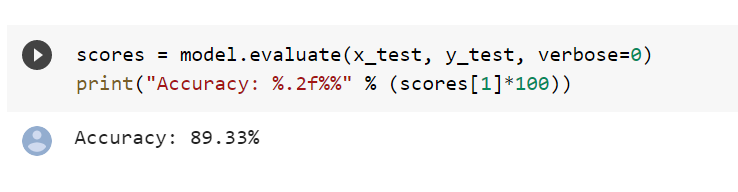 scores = model.evaluate(x_test, y_test, verbose=0)
print("Accuracy: %.2f%%" % (scores[1]*100))
Accuracy: 89.33%